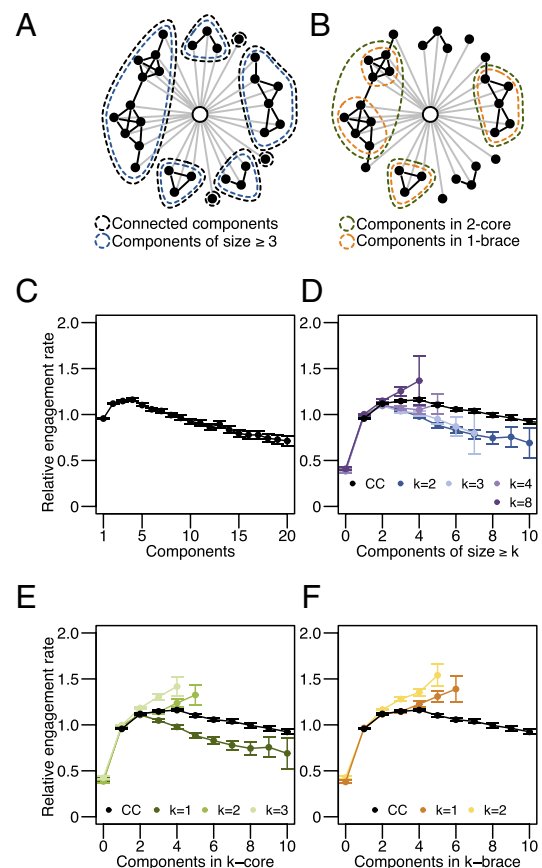 A
B
Connected components
Components of size ≥ 3
Components in 2-core
Components in 1-brace
C
D
Relative engagement rate
2.0
1.5
1.0
0.5
0
1 5 10 15 20
Components
2.0
1.5
1.0
0.5
0
CC k=2 k=3 k=4
k=8
0 2 4 6 8 10
Components of size ≥ k
E
F
Relative engagement rate
2.0
1.5
1.0
0.5
0
CC k=1 k=2 k=3
0 2 4 6 8 10
Components in k−core
2.0
1.5
1.0
0.5
0
CC k=1 k=2
0 2 4 6 8 10
Components in k−brace